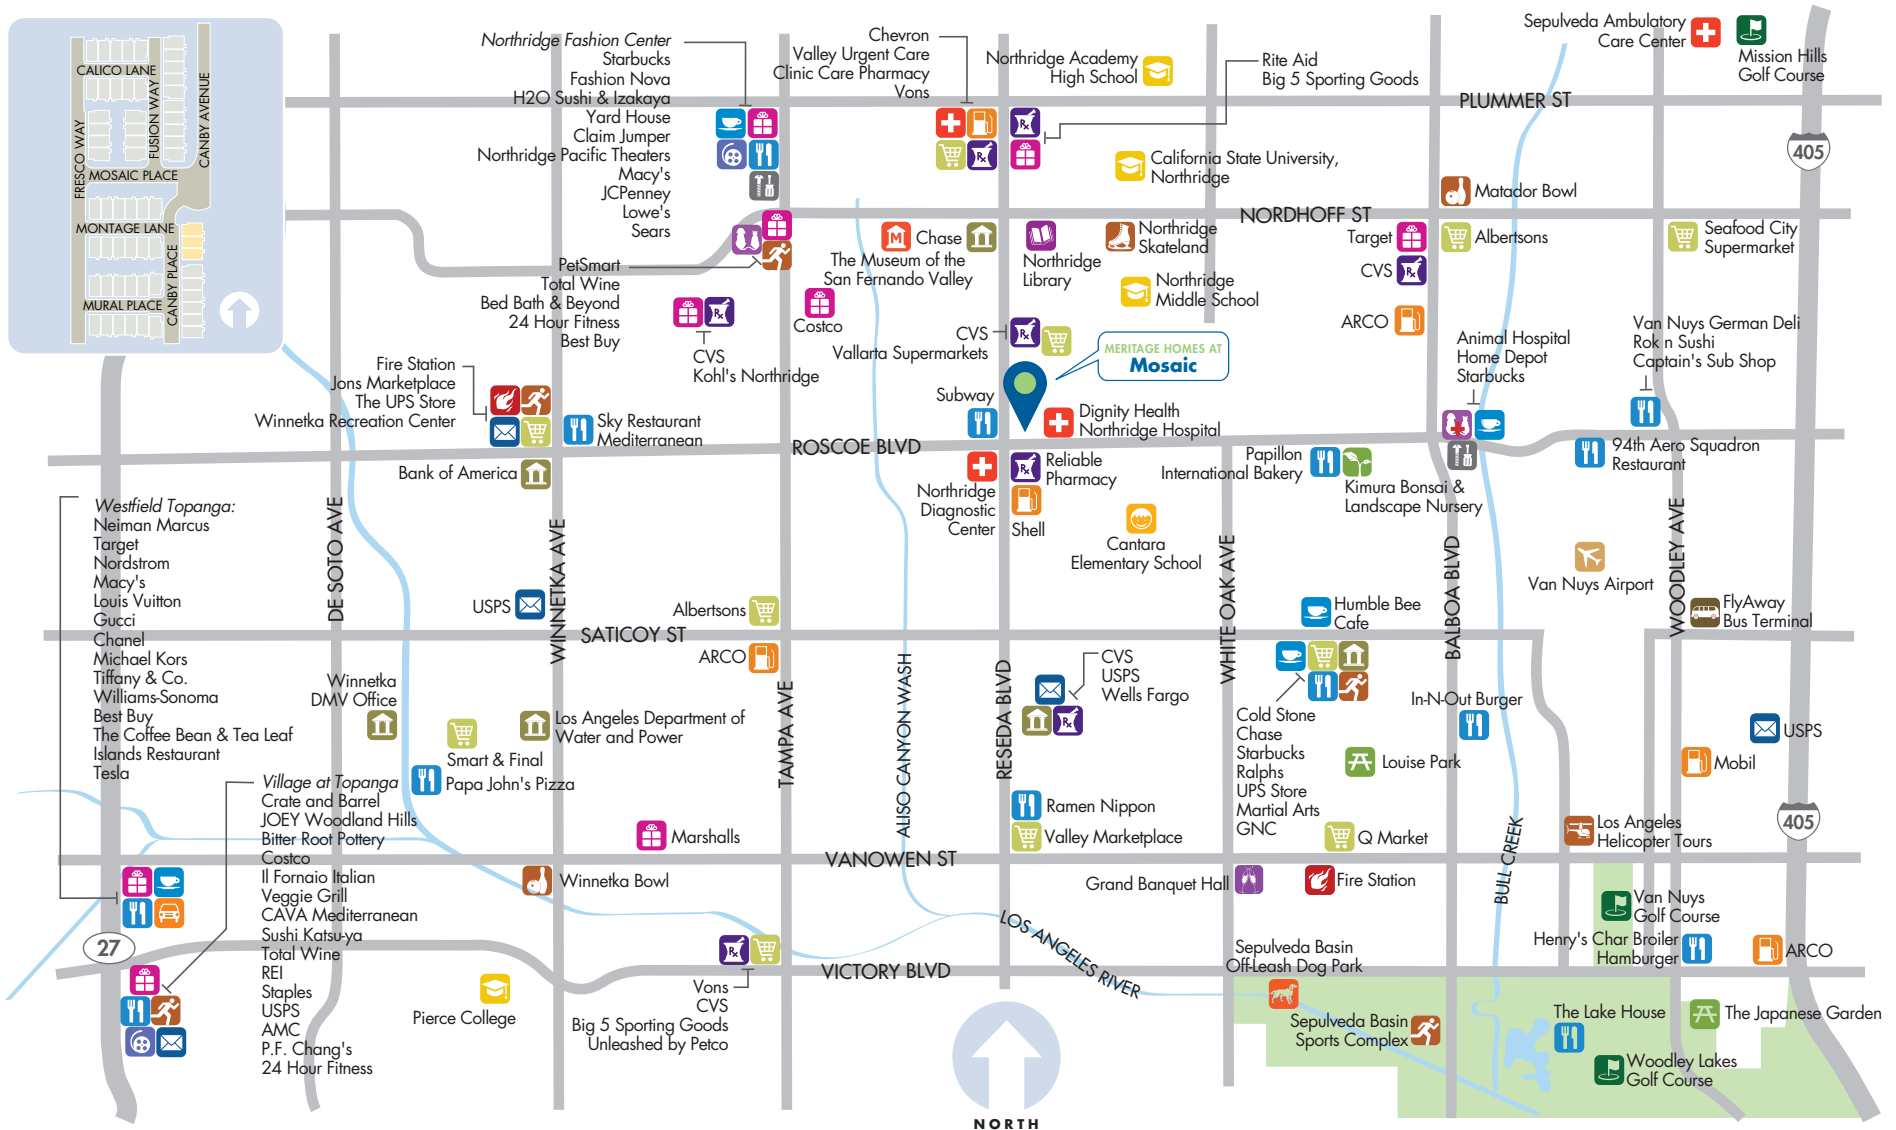 CALICO LANE
FRESCO WAY
FUSION WAY
CANBY AVENUE
MOSAIC PLACE
MONTAGE LANE
CANBY PLACE
MURAL PLACE
Northridge Fashion Center
Starbucks
Fashion Nova
H2O Sushi & Izakaya
Yard House
Claim Jumper
Northridge Pacific Theaters
Macy's
JCPenney
Lowe's
Sears
Chevron
Valley Urgent Care
Clinic Care Pharmacy
Vons
Northridge Academy
High School
Rite Aid
Big 5 Sporting Goods
Sepulveda Ambulatory
Care Center
Mission Hills
Golf Course
PLUMMER ST
405
California State University,
Northridge
Matador Bowl
NORDHOFF ST
PetSmart
Total Wine
Bed Bath & Beyond
24 Hour Fitness
Best Buy
M
Chase
The Museum of the
San Fernando Valley
Northridge
Library
Northridge
Skateland
Northridge
Middle School
Target
CVS
Albertsons
Seafood City
Supermarket
ARCO
Costco
CVS
Kohl's Northridge
CVS
Vallarta Supermarkets
MERITAGE HOMES AT
Mosaic
Animal Hospital
Home Depot
Starbucks
Van Nuys German Deli
Rok n Sushi
Captain's Sub Shop
Fire Station
Jons Marketplace
The UPS Store
Winnetka Recreation Center
Sky Restaurant
Mediterranean
Subway
Dignity Health
Northridge Hospital
ROSCOE BLVD
Bank of America
Northridge
Diagnostic
Center
Reliable
Pharmacy
Shell
Papillon
International Bakery
Kimura Bonsai &
Landscape Nursery
94th Aero Squadron
Restaurant
Cantara
Elementary School
Van Nuys Airport
Westfield Topanga:
Neiman Marcus
Target
Nordstrom
Macy's
Louis Vuitton
Gucci
Chanel
Michael Kors
Tiffany & Co.
Williams-Sonoma
Best Buy
The Coffee Bean & Tea Leaf
Islands Restaurant
Tesla
DE SOTO AVE
WINNETKA AVE
TAMPA AVE
ALISO CANYON WASH
RESEDA BLVD
WHITE OAK AVE
BALBOA BLVD
WOODLEY AVE
USPS
Albertsons
SATICOY ST
ARCO
Humble Bee
Cafe
FlyAway
Bus Terminal
Winnetka
DMV Office
Smart & Final
Papa John's Pizza
Los Angeles Department of
Water and Power
CVS
USPS
Wells Fargo
Cold Stone
Chase
Starbucks
Ralphs
UPS Store
Martial Arts
GNC
In-N-Out Burger
Louise Park
USPS
Mobil
405
Village at Topanga
Crate and Barrel
JOEY Woodland Hills
Bitter Root Pottery
Costco
Il Fornaio Italian
Veggie Grill
CAVA Mediterranean
Sushi Katsu-ya
Total Wine
REI
Staples
USPS
AMC
P.F. Chang's
24 Hour Fitness
Marshalls
Ramen Nippon
Valley Marketplace
Q Market
BULL CREEK
Los Angeles
Helicopter Tours
VANOWEN ST
Winnetka Bowl
Grand Banquet Hall
Fire Station
Van Nuys
Golf Course
27
LOS ANGELES RIVER
Henry's Char Broiler
Hamburger
ARCO
VICTORY BLVD
Sepulveda Basin
Off-Leash Dog Park
Vons
CVS
Big 5 Sporting Goods
Unleashed by Petco
Pierce College
Sepulveda Basin
Sports Complex
The Lake House
The Japanese Garden
Woodley Lakes
Golf Course
NORTH